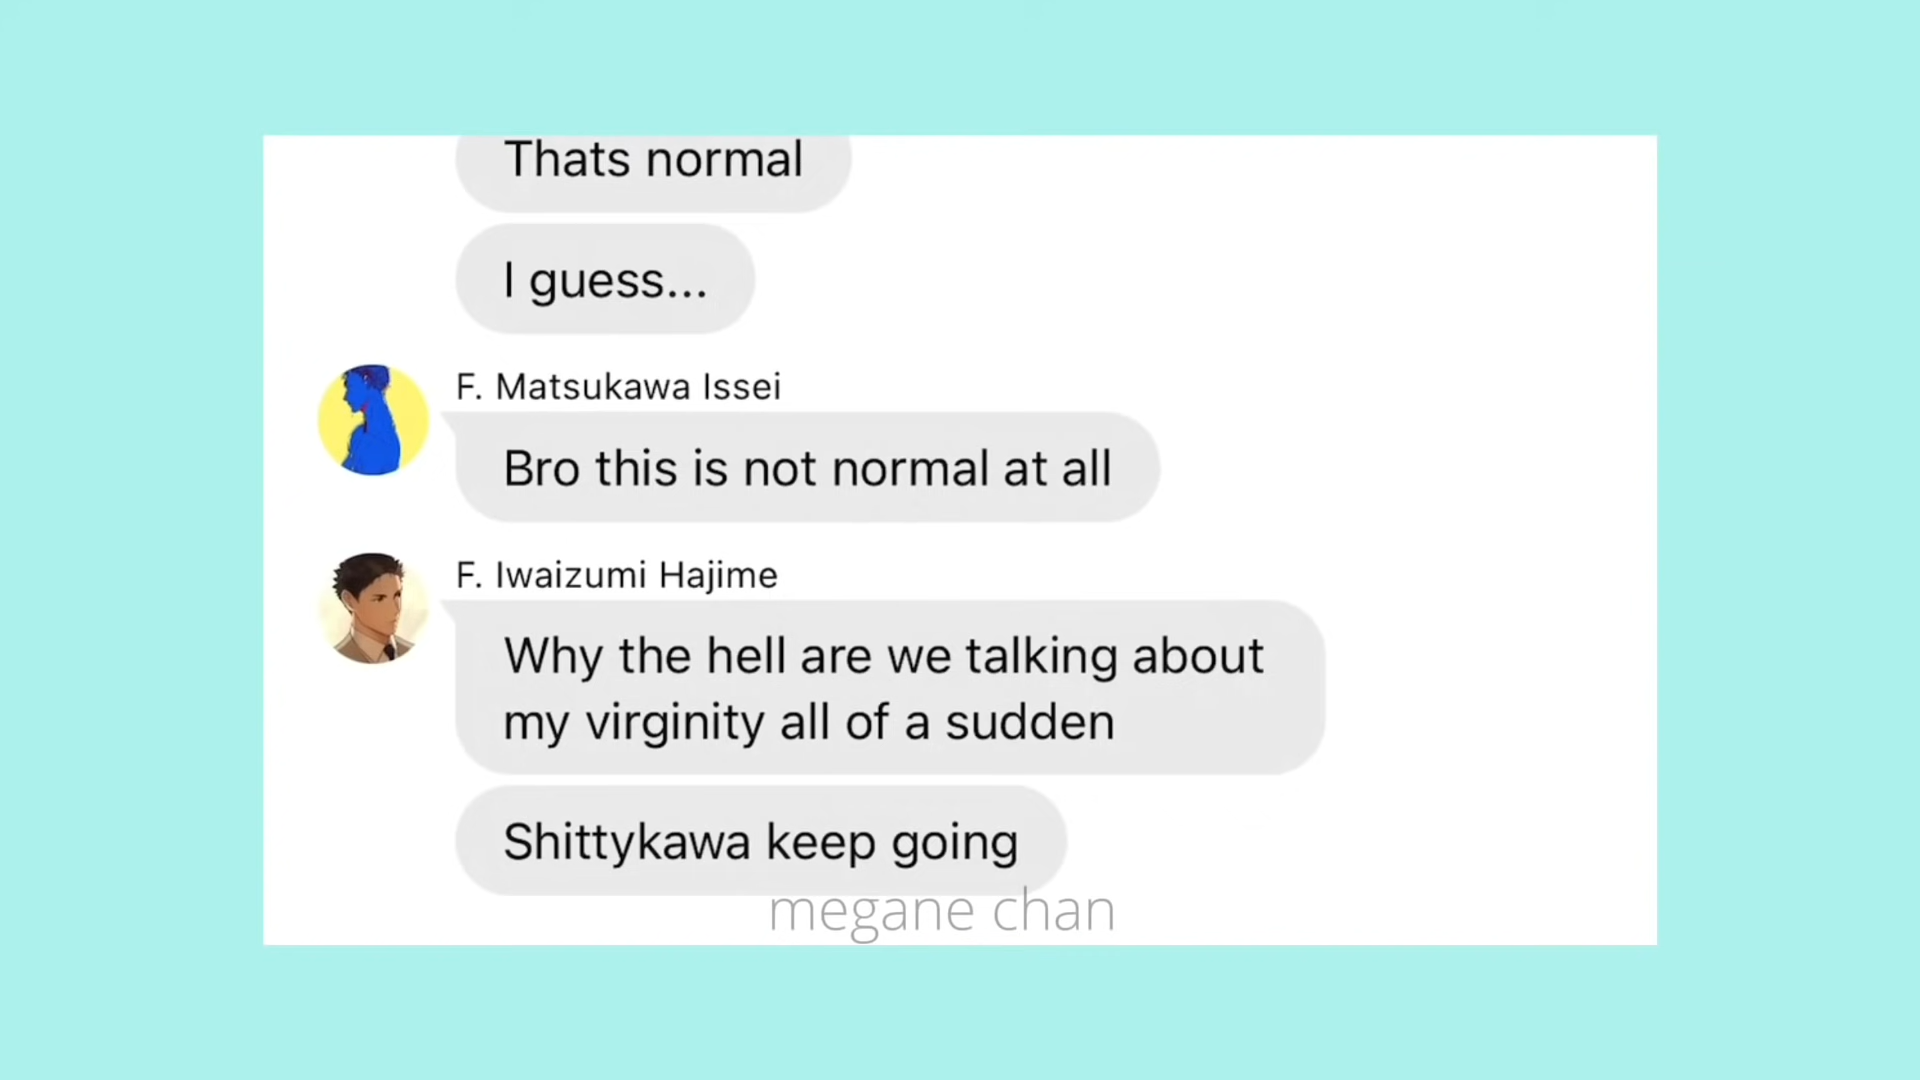 Thats normal
I guess...
F. Matsukawa Issei
Bro this is not normal at all
F. Iwaizumi Hajime
Why the hell are we talking about
my virginity all of a sudden
Shittykawa keep going
megane chan